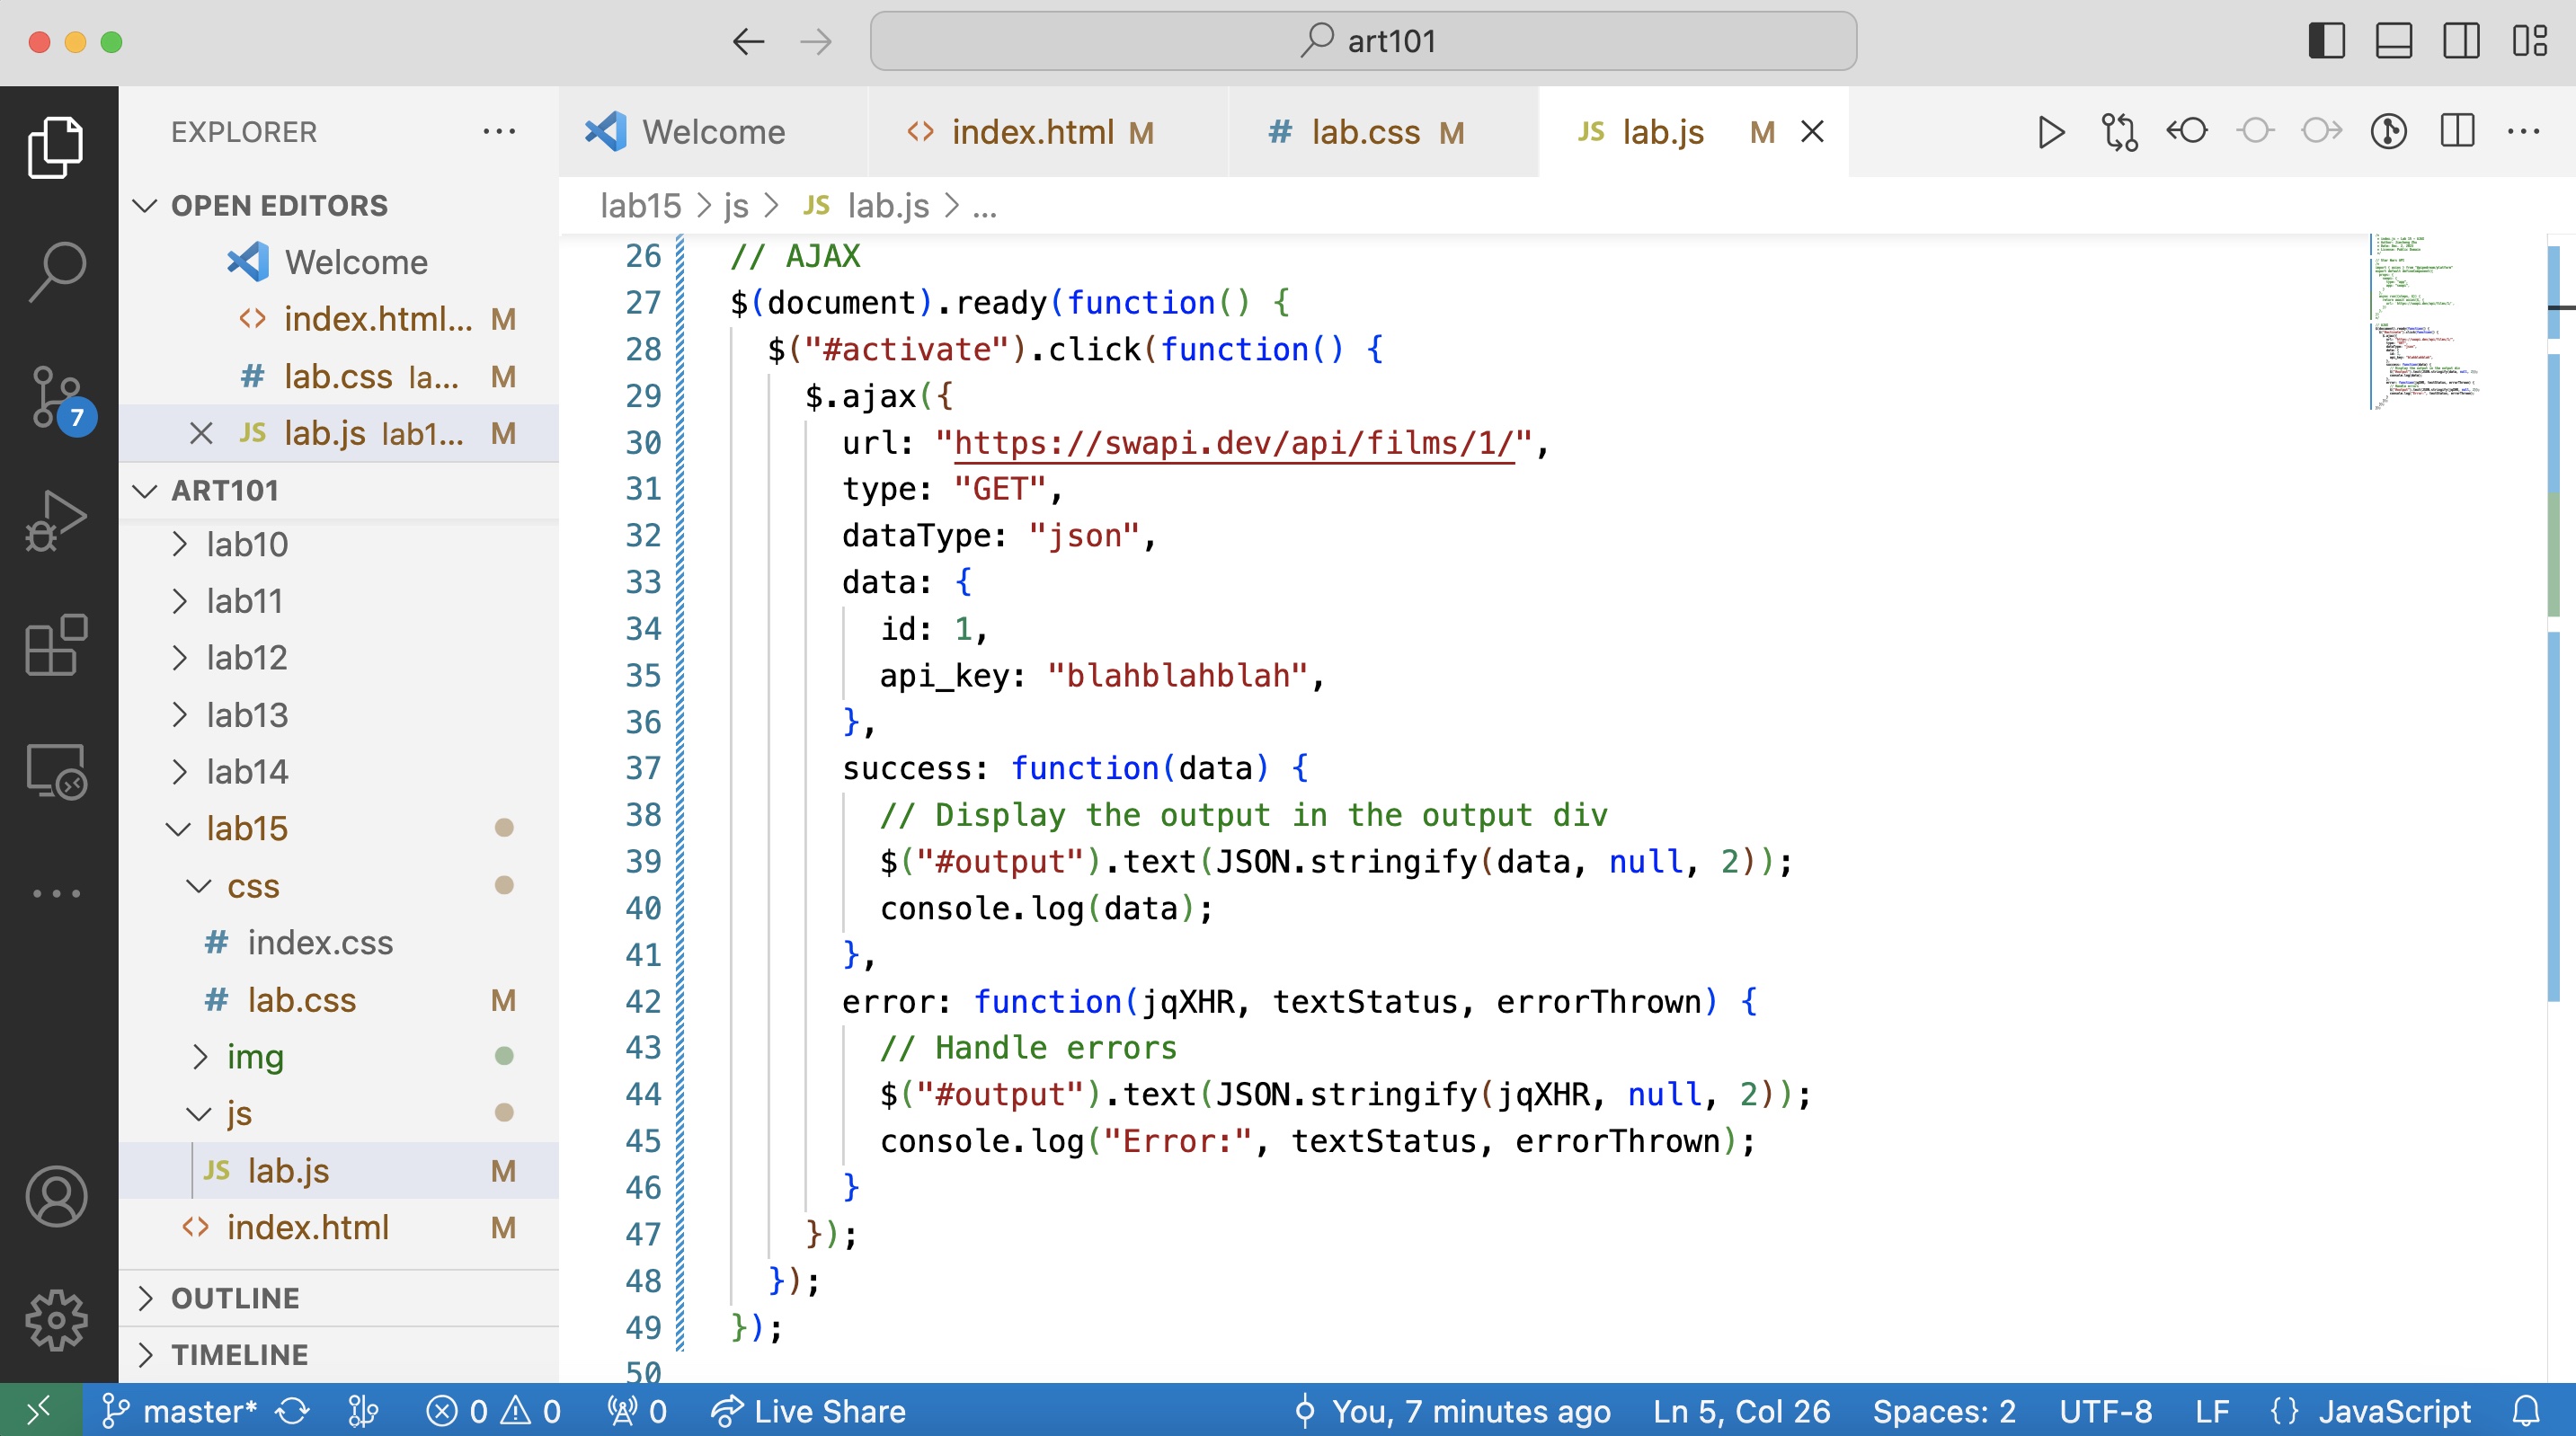 art101
EXPLORER
OPEN EDITORS
Welcome
index.html... M
lab.css la... M
JS lab.js lab1... M
ART101
lab10
lab11
lab12
lab13
lab14
lab15
css
# index.css
# lab.css M
img
js
JS lab.js M
<> index.html M
OUTLINE
TIMELINE
7
Welcome
<> index.html M
# lab.css M
JS lab.js M
lab15 > js > JS lab.js > ...
26 // AJAX
27 $(document).ready(function() {
28 $("#activate").click(function() {
29 $.ajax({
30 url: "https://swapi.dev/api/films/1/",
31 type: "GET",
32 dataType: "json",
33 data: {
34 id: 1,
35 api_key: "blahblahblah",
36 },
37 success: function(data) {
38 // Display the output in the output div
39 $("#output").text(JSON.stringify(data, null, 2));
40 console.log(data);
41 },
42 error: function(jqXHR, textStatus, errorThrown) {
43 // Handle errors
44 $("#output").text(JSON.stringify(jqXHR, null, 2));
45 console.log("Error:", textStatus, errorThrown);
46 }
47 });
48 });
49 });
50
master* 0 0 0 Live Share You, 7 minutes ago Ln 5, Col 26 Spaces: 2 UTF-8 LF {} JavaScript